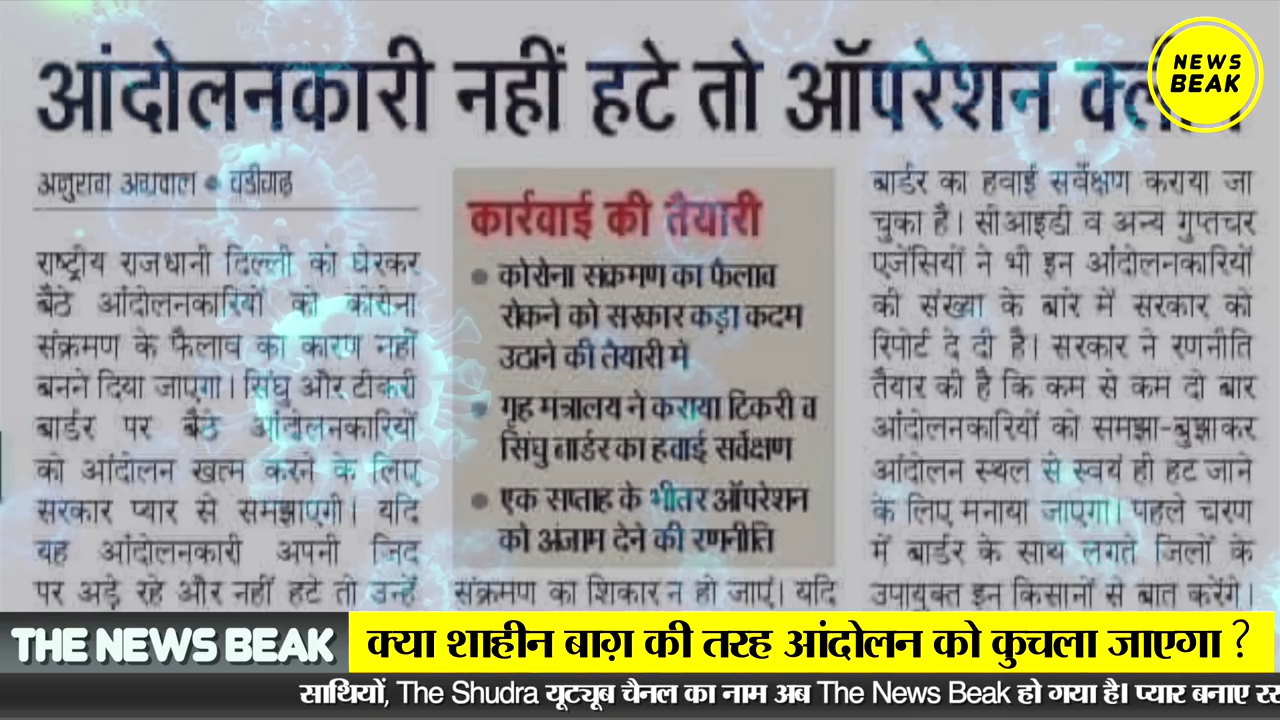 आंदोलनकारी नहीं हटे तो ऑपरेशन
NEWS
BEAK
अनुराग अग्रवाल ● चंडीगढ़
राष्ट्रीय राजधानी दिल्ली को घेरकर
बैठे आंदोलनकारियों को कोरोना
संक्रमण के फैलाव का कारण नहीं
बनने दिया जाएगा। सिंघु और टीकरी
बार्डर पर बैठे आंदोलनकारियों
को आंदोलन खत्म करने के लिए
सरकार प्यार से समझाएगी। यदि
यह आंदोलनकारी अपनी जिद
पर अड़े रहे और नहीं हटे तो उन्हें
कार्रवाई की तैयारी
● कोरोना संक्रमण का फैलाव
रोकने को सरकार कड़ा कदम
उठाने की तैयारी में
● गृह मंत्रालय ने कराया टिकरी व
सिंघु बार्डर का हवाई सर्वेक्षण
● एक सप्ताह के भीतर ऑपरेशन
को अंजाम देने की रणनीति
संक्रमण का शिकार न हो जाएं। यदि
बार्डर का हवाई सर्वेक्षण कराया जा
चुका है। सीआइडी व अन्य गुप्तचर
एजेंसियों ने भी इन आंदोलनकारियों
की संख्या के बारे में सरकार को
रिपोर्ट दे दी है। सरकार ने रणनीति
तैयार की है कि कम से कम दो बार
आंदोलनकारियों को समझा-बुझाकर
आंदोलन स्थल से स्वयं ही हट जाने
के लिए मनाया जाएगा। पहले चरण
में बार्डर के साथ लगते जिलों के
उपायुक्त इन किसानों से बात करेंगे।
THE NEWS BEAK
क्या शाहीन बाग़ की तरह आंदोलन को कुचला जाएगा ?
साथियों, The Shudra यूट्यूब चैनल का नाम अब The News Beak हो गया है। प्यार बनाए